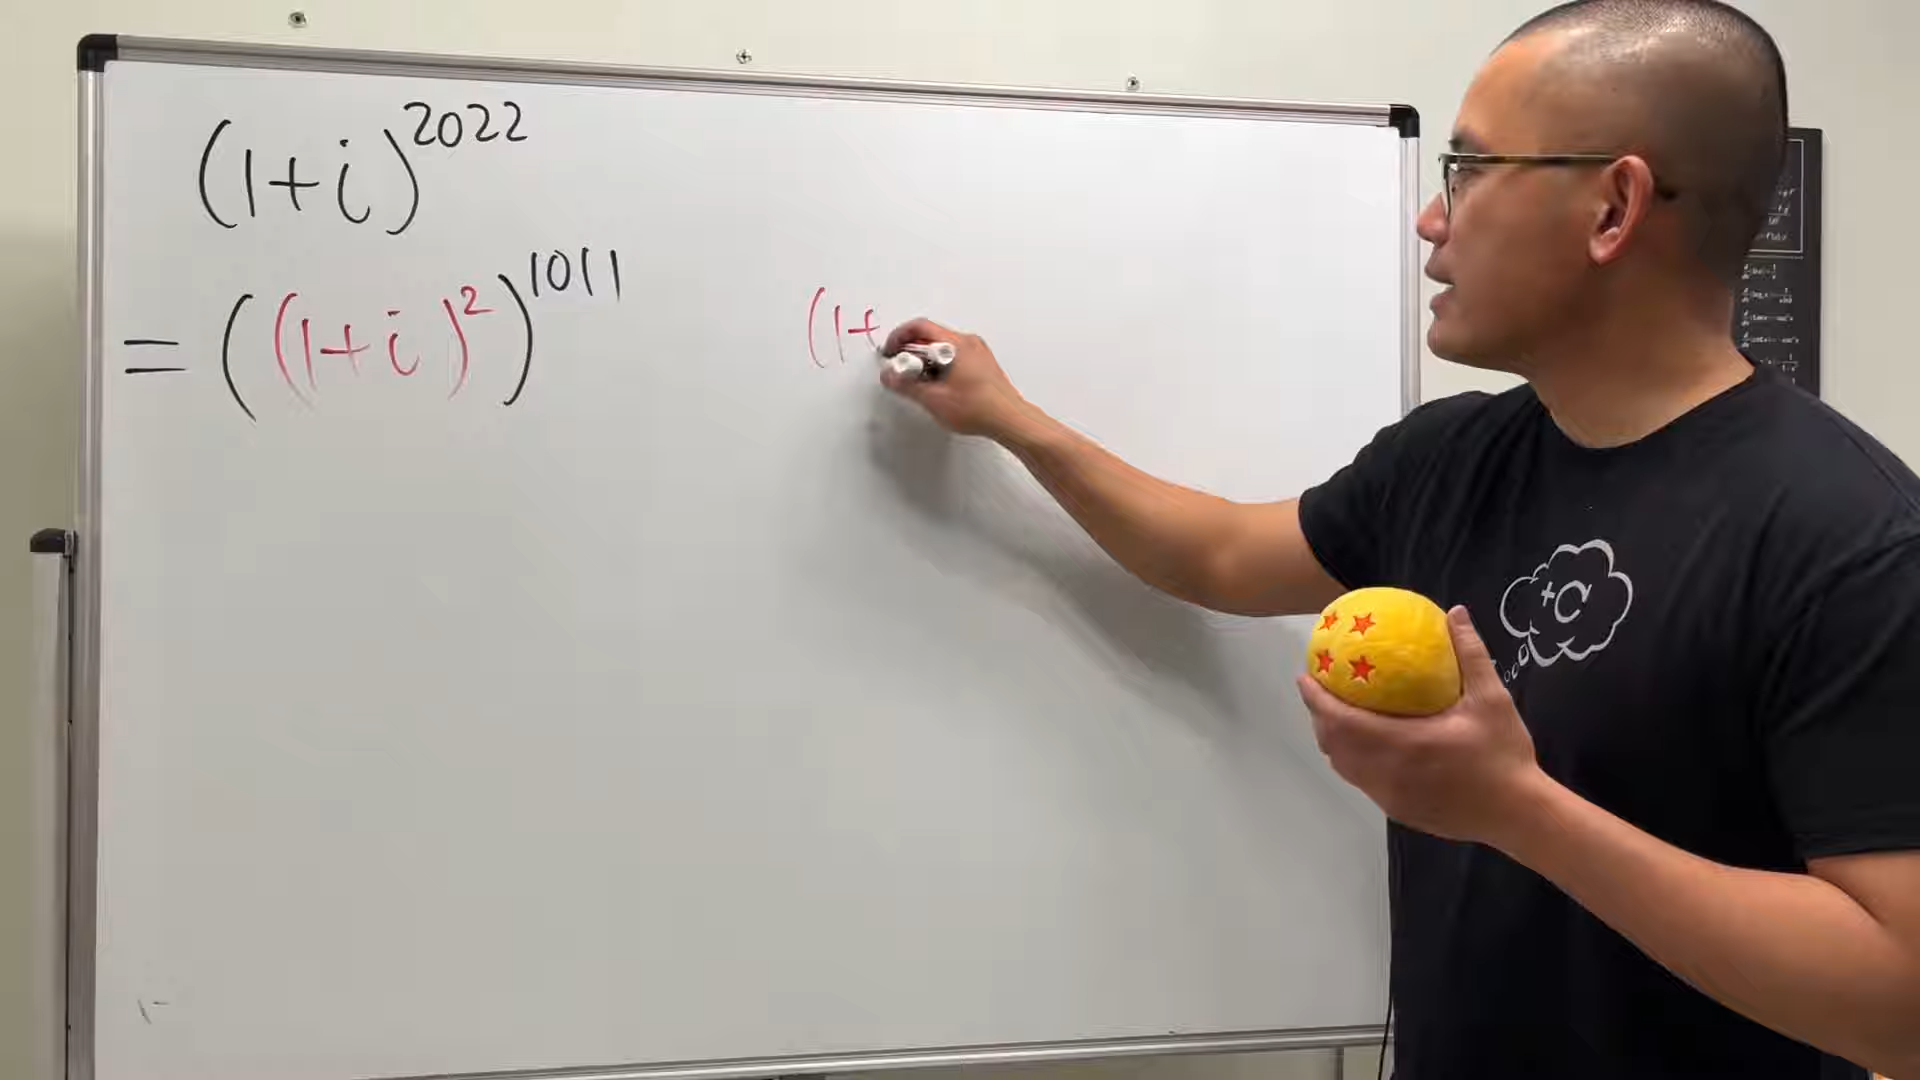 (1+i)^2022
= ((1+i)^2)^1011
(1+
+C